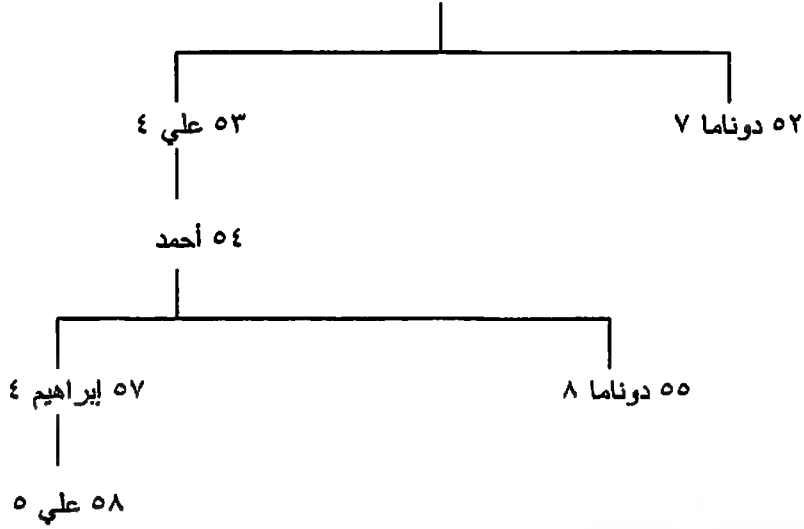 ٥٢ دوناما ٧
٥٣ علي ٤
٥٤ أحمد
٥٥ دوناما ٨
٥٧ إبراهيم ٤
٥٨ علي ٥